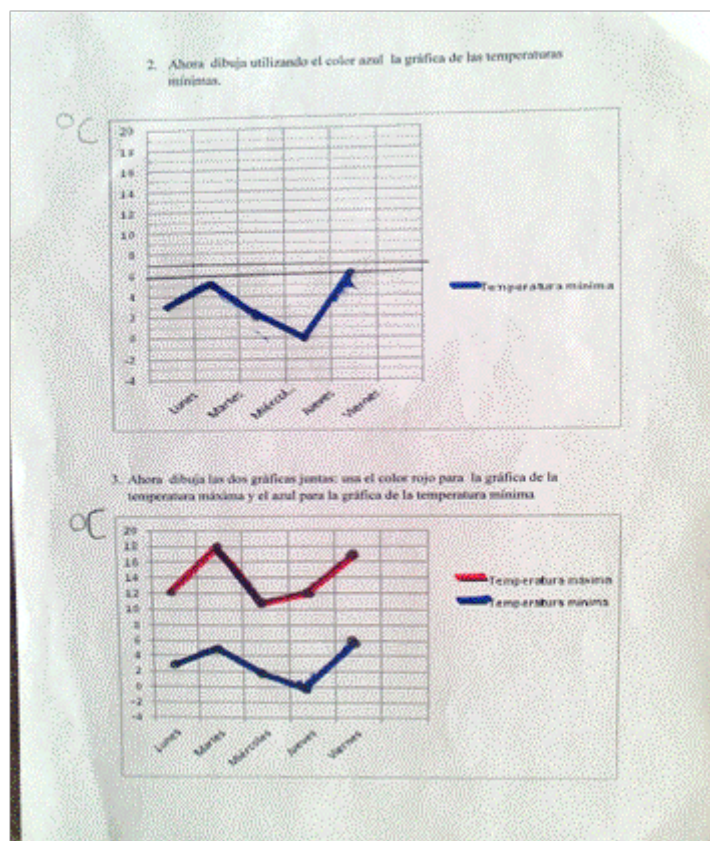 2. Ahora dibuja utilizando el color azul la gráfica de las temperaturas
mínimas.
°C
20
18
16
14
12
10
8
6
4
2
0
-2
-4
Lunes
Martes
Miércol...
Jueves
Viernes
Temperatura mínima
3. Ahora dibuja las dos gráficas juntas: usa el color rojo para la gráfica de la
temperatura máxima y el azul para la gráfica de la temperatura mínima
°C
20
18
16
14
12
10
8
6
4
2
0
-2
-4
Lunes
Martes
Miércoles
Jueves
Viernes
Temperatura máxima
Temperatura mínima